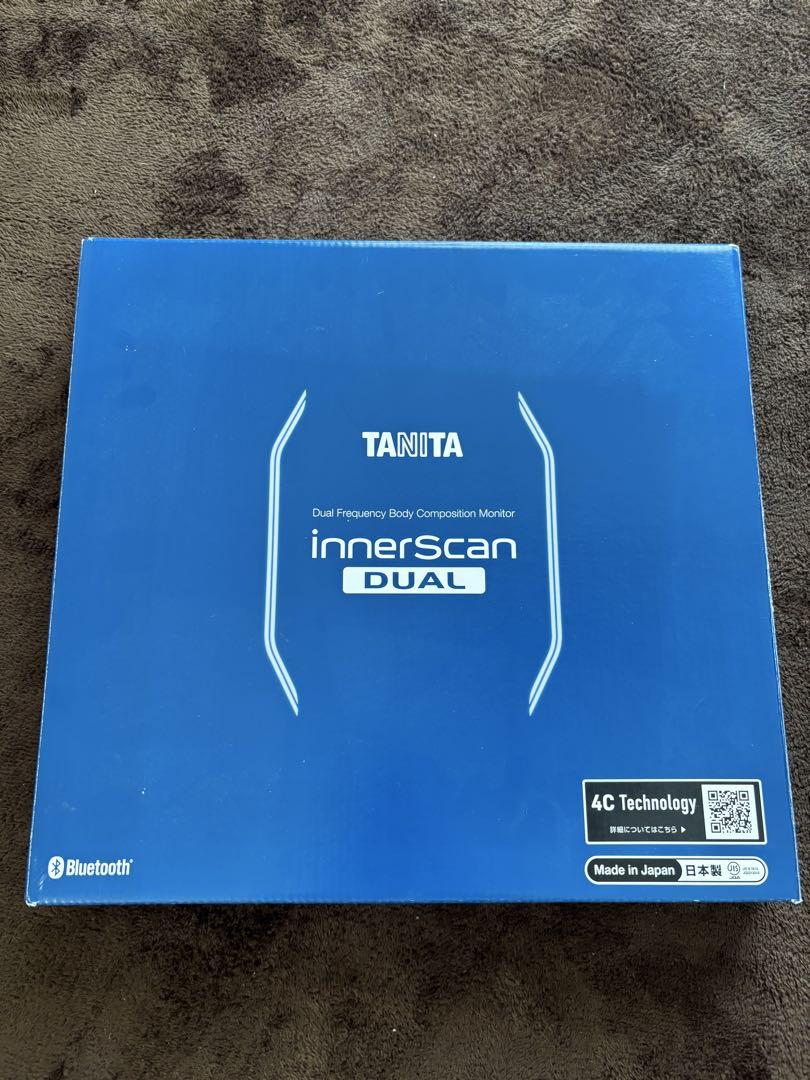 TANITA
Dual Frequency Body Composition Monitor
innerScan
DUAL
4C Technology
詳細についてはこちら ▶
Bluetooth®
Made in Japan 日本製 JIS